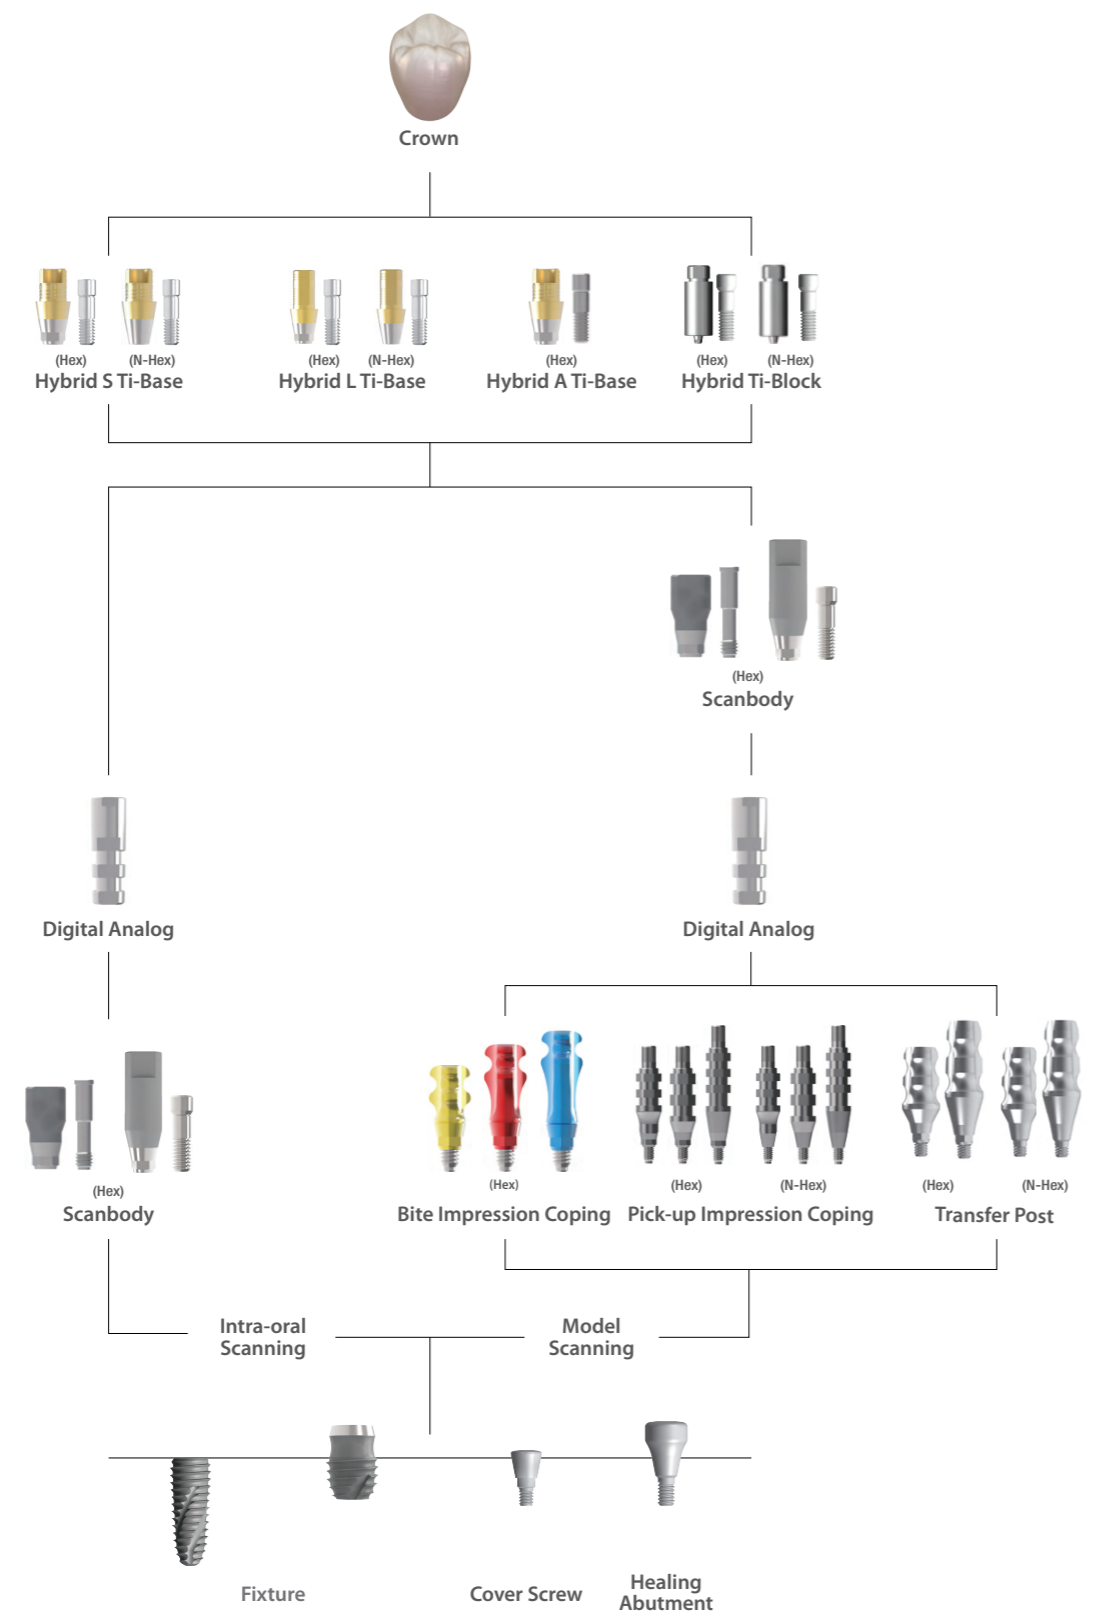 Crown
(Hex) (N-Hex) (Hex) (N-Hex) (Hex) (Hex) (N-Hex)
Hybrid S Ti-Base Hybrid L Ti-Base Hybrid A Ti-Base Hybrid Ti-Block
(Hex)
Scanbody
Digital Analog Digital Analog
(Hex)
Scanbody
(Hex) (Hex) (N-Hex) (Hex) (N-Hex)
Bite Impression Coping Pick-up Impression Coping Transfer Post
Intra-oral
Scanning
Model
Scanning
Fixture
Cover Screw
Healing
Abutment